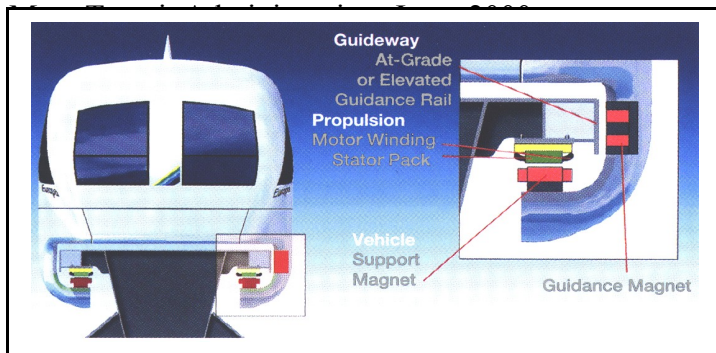 Guideway
At-Grade
or Elevated
Guidance Rail
Propulsion
Motor Winding
Stator Pack
Vehicle
Support
Magnet
Guidance Magnet